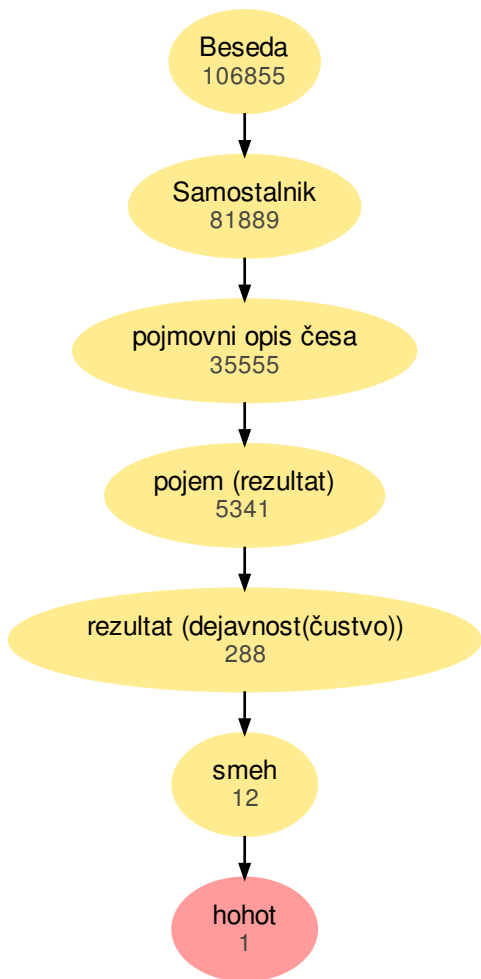 Beseda
106855
Samostalnik
81889
pojmovni opis česa
35555
pojem (rezultat)
5341
rezultat (dejavnost(čustvo))
288
smeh
12
hohot
1